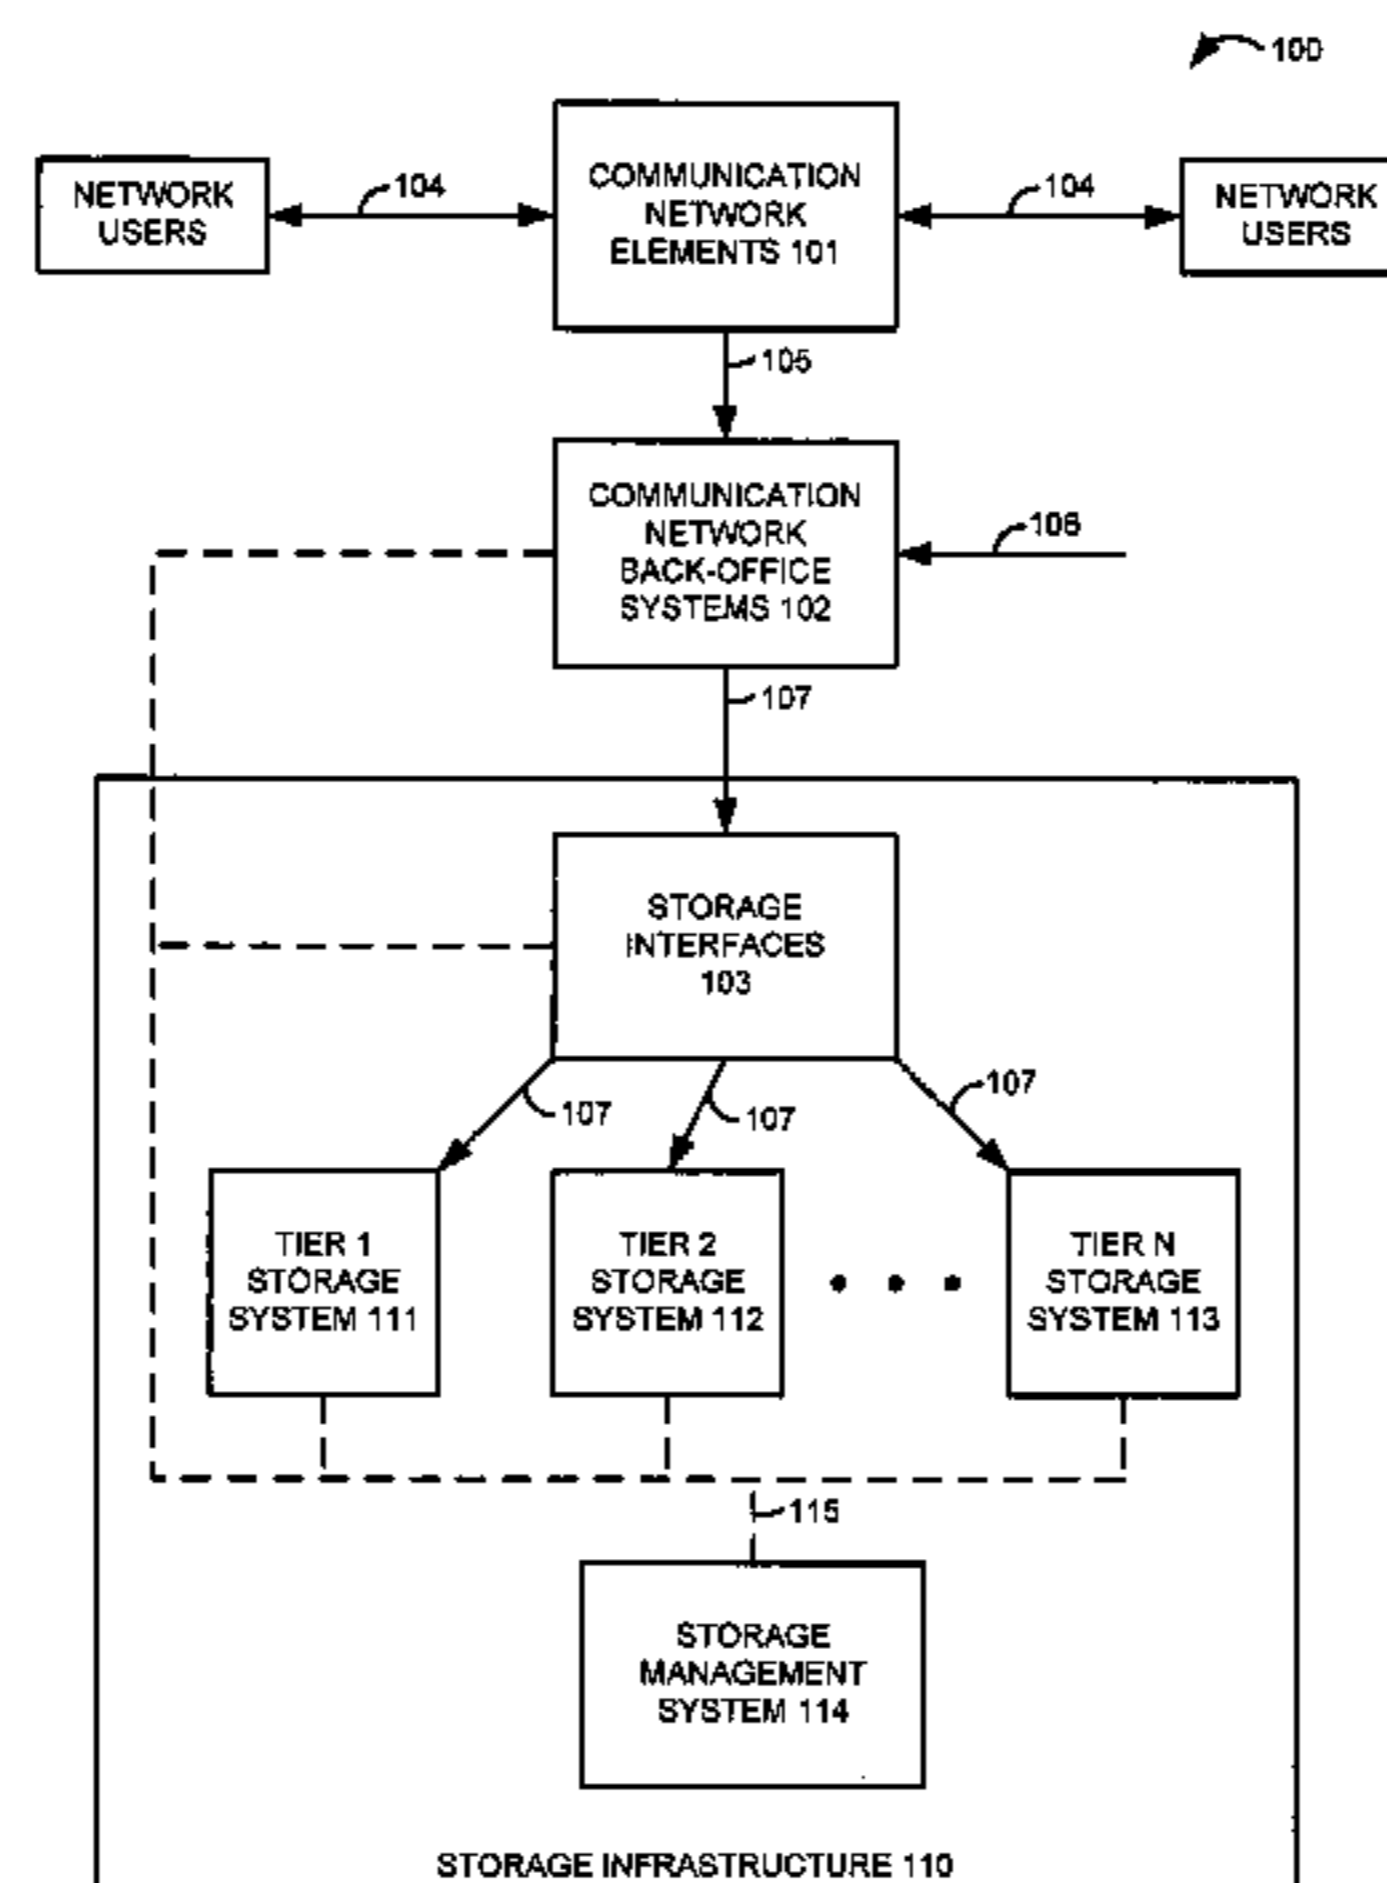 100
NETWORK
USERS
104
COMMUNICATION
NETWORK
ELEMENTS 101
104
NETWORK
USERS
105
COMMUNICATION
NETWORK
BACK-OFFICE
SYSTEMS 102
106
107
STORAGE
INTERFACES
103
107
107
107
TIER 1
STORAGE
SYSTEM 111
TIER 2
STORAGE
SYSTEM 112
TIER N
STORAGE
SYSTEM 113
115
STORAGE
MANAGEMENT
SYSTEM 114
STORAGE INFRASTRUCTURE 110